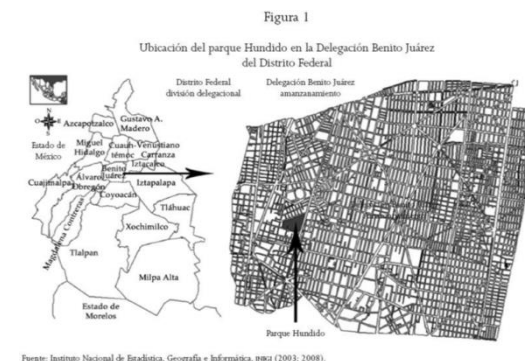 Figura 1
Ubicación del parque Hundido en la Delegación Benito Juárez
del Distrito Federal
Distrito Federal
división delegacional
Delegación Benito Juárez
amanzanamiento
N
O
E
S
Estado de
México
Azcapotzalco
Gustavo A.
Madero
Miguel
Hidalgo
Cuauh-
témoc
Venustiano
Carranza
Iztacalco
Benito
Juárez
Cuajimalpa
Álvaro
Obregón
Iztapalapa
Coyoacán
Magdalena Contreras
Tláhuac
Xochimilco
Tlalpan
Milpa Alta
Estado de
Morelos
Parque Hundido
Fuente: Instituto Nacional de Estadística, Geografía e Informática, INEGI (2003; 2008).